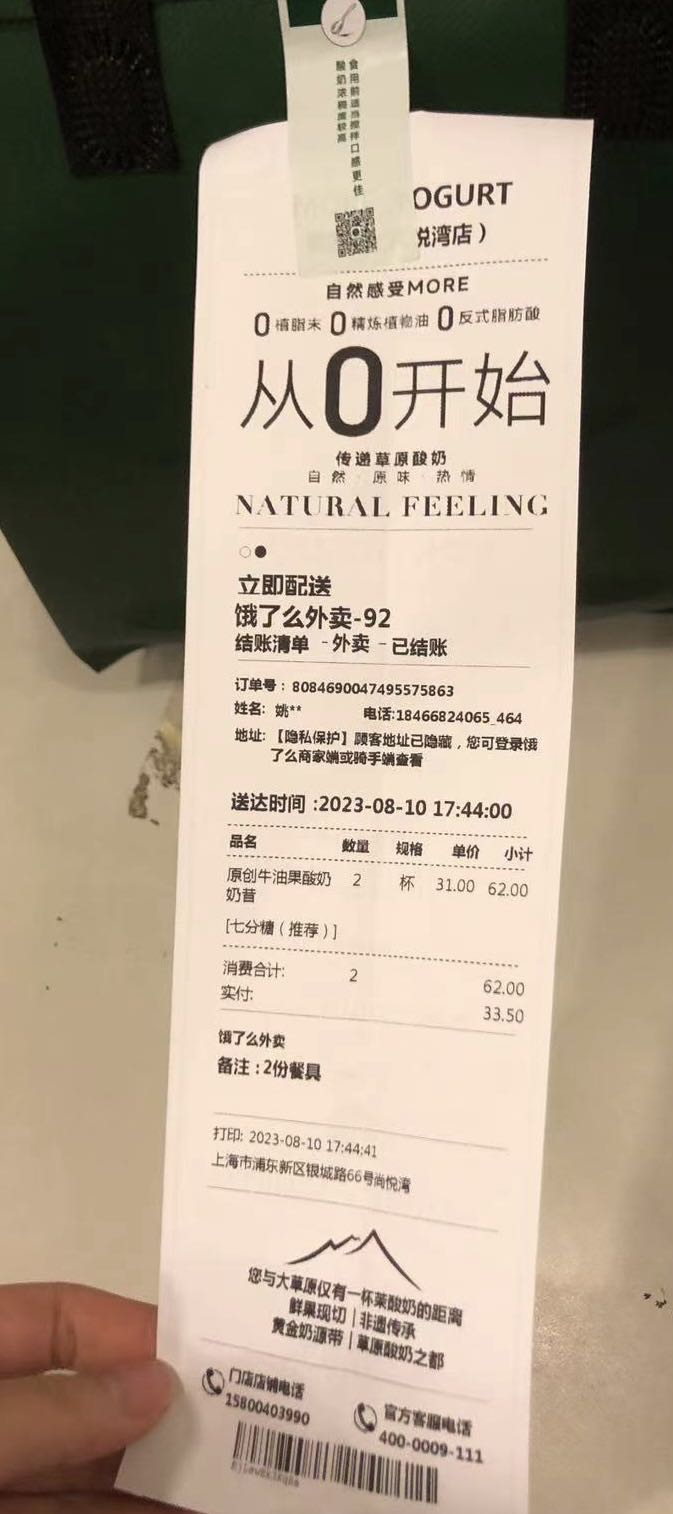 食用前适当搅拌口感更佳
酸奶浓稠度较高
OGURT
悦湾店）
自然感受MORE
0植脂末 0精炼植物油 0反式脂肪酸
从0开始
传递草原酸奶
自然·原味·热情
NATURAL FEELING
立即配送
饿了么外卖-92
结账清单 -外卖 -已结账
订单号：8084690047495575863
姓名: 姚** 电话:18466824065_464
地址:【隐私保护】顾客地址已隐藏，您可登录饿
了么商家端或骑手端查看
送达时间 :2023-08-10 17:44:00
品名 数量 规格 单价 小计
原创牛油果酸奶 2 杯 31.00 62.00
奶昔
[七分糖（推荐）]
消费合计: 2 62.00
实付: 33.50
饿了么外卖
备注 : 2份餐具
打印: 2023-08-10 17:44:41
上海市浦东新区银城路66号尚悦湾
您与大草原仅有一杯茉酸奶的距离
鲜果现切｜非遗传承
黄金奶源带｜草原酸奶之都
门店店铺电话
15800403990
官方客服电话
400-0009-111